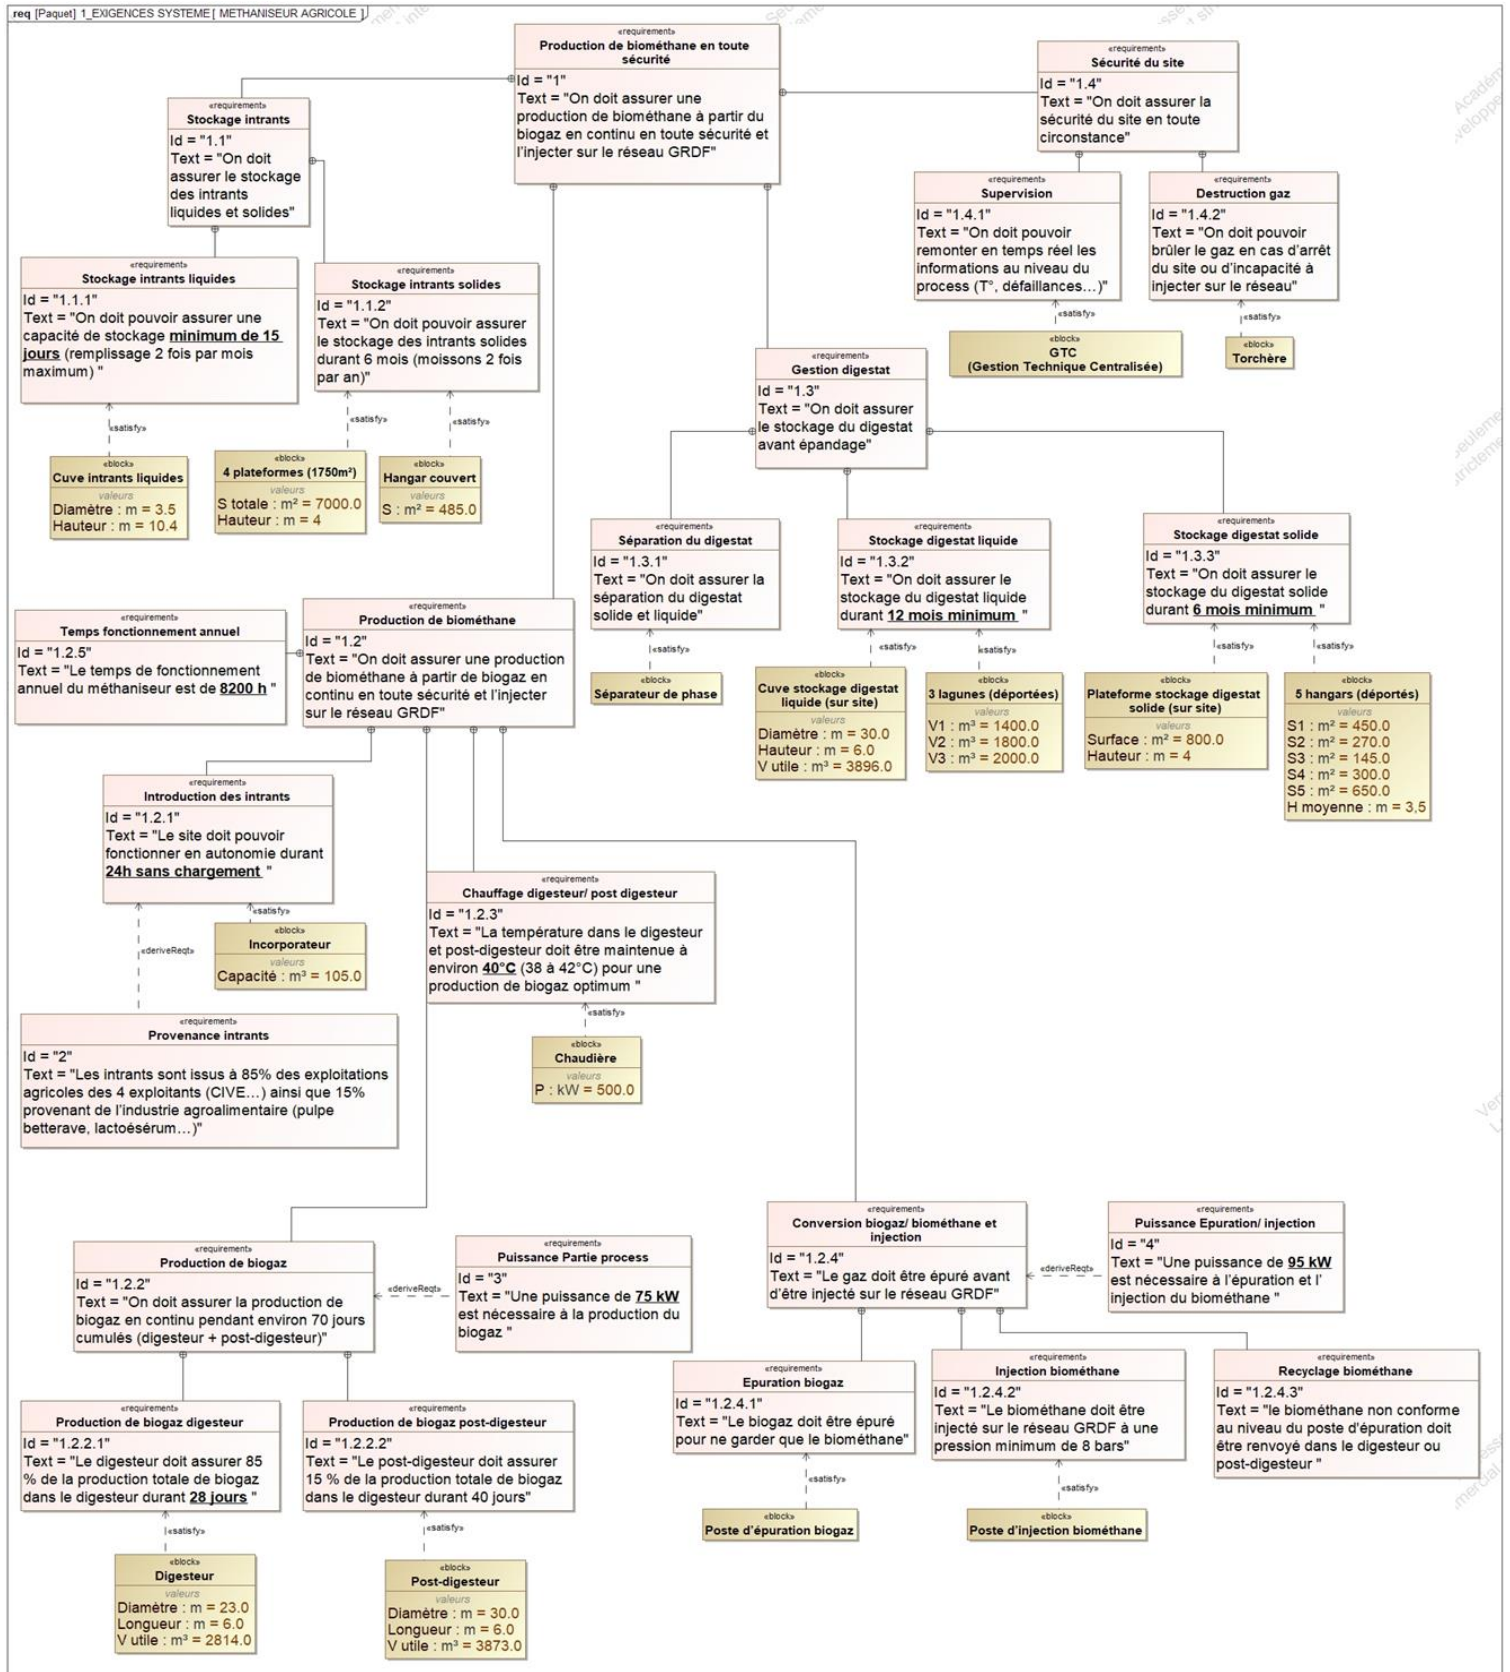 req [Paquet] 1_EXIGENCES SYSTEME [ METHANISEUR AGRICOLE ]
«requirement»
Production de biométhane en toute
sécurité
Id = "1"
Text = "On doit assurer une
production de biométhane à partir du
biogaz en continu en toute sécurité et
l'injecter sur le réseau GRDF"
«requirement»
Sécurité du site
Id = "1.4"
Text = "On doit assurer la
sécurité du site en toute
circonstance"
«requirement»
Stockage intrants
Id = "1.1"
Text = "On doit
assurer le stockage
des intrants
liquides et solides"
«requirement»
Supervision
Id = "1.4.1"
Text = "On doit pouvoir
remonter en temps réel les
informations au niveau du
process (T°, défaillances…)"
«requirement»
Destruction gaz
Id = "1.4.2"
Text = "On doit pouvoir
brûler le gaz en cas d'arrêt
du site ou d'incapacité à
injecter sur le réseau"
«satisfy»
«satisfy»
«block»
GTC
(Gestion Technique Centralisée)
«block»
Torchère
«requirement»
Stockage intrants liquides
Id = "1.1.1"
Text = "On doit pouvoir assurer une
capacité de stockage minimum de 15
jours (remplissage 2 fois par mois
maximum) "
«requirement»
Stockage intrants solides
Id = "1.1.2"
Text = "On doit pouvoir assurer
le stockage des intrants solides
durant 6 mois (moissons 2 fois
par an)"
«satisfy»
«satisfy»
«satisfy»
«block»
Cuve intrants liquides
valeurs
Diamètre : m = 3.5
Hauteur : m = 10.4
«block»
4 plateformes (1750m²)
valeurs
S totale : m² = 7000.0
Hauteur : m = 4
«block»
Hangar couvert
valeurs
S : m² = 485.0
«requirement»
Gestion digestat
Id = "1.3"
Text = "On doit assurer
le stockage du digestat
avant épandage"
«requirement»
Séparation du digestat
Id = "1.3.1"
Text = "On doit assurer la
séparation du digestat
solide et liquide"
«requirement»
Stockage digestat liquide
Id = "1.3.2"
Text = "On doit assurer le
stockage du digestat liquide
durant 12 mois minimum "
«requirement»
Stockage digestat solide
Id = "1.3.3"
Text = "On doit assurer le
stockage du digestat solide
durant 6 mois minimum "
«satisfy»
«satisfy»
«satisfy»
«satisfy»
«satisfy»
«block»
Séparateur de phase
«block»
Cuve stockage digestat
liquide (sur site)
valeurs
Diamètre : m = 30.0
Hauteur : m = 6.0
V utile : m³ = 3896.0
«block»
3 lagunes (déportées)
valeurs
V1 : m³ = 1400.0
V2 : m³ = 1800.0
V3 : m³ = 2000.0
«block»
Plateforme stockage digestat
solide (sur site)
valeurs
Surface : m² = 800.0
Hauteur : m = 4
«block»
5 hangars (déportés)
valeurs
S1 : m² = 450.0
S2 : m² = 270.0
S3 : m² = 145.0
S4 : m² = 300.0
S5 : m² = 650.0
H moyenne : m = 3,5
«requirement»
Temps fonctionnement annuel
Id = "1.2.5"
Text = "Le temps de fonctionnement
annuel du méthaniseur est de 8200 h "
«requirement»
Production de biométhane
Id = "1.2"
Text = "On doit assurer une production
de biométhane à partir de biogaz en
continu en toute sécurité et l'injecter
sur le réseau GRDF"
«requirement»
Introduction des intrants
Id = "1.2.1"
Text = "Le site doit pouvoir
fonctionner en autonomie durant
24h sans chargement "
«deriveReqt»
«satisfy»
«block»
Incorporateur
valeurs
Capacité : m³ = 105.0
«requirement»
Chauffage digesteur/ post digesteur
Id = "1.2.3"
Text = "La température dans le digesteur
et post-digesteur doit être maintenue à
environ 40°C (38 à 42°C) pour une
production de biogaz optimum "
«satisfy»
«block»
Chaudière
valeurs
P : kW = 500.0
«requirement»
Provenance intrants
Id = "2"
Text = "Les intrants sont issus à 85% des exploitations
agricoles des 4 exploitants (CIVE…) ainsi que 15%
provenant de l'industrie agroalimentaire (pulpe
betterave, lactoésérum…)"
«requirement»
Production de biogaz
Id = "1.2.2"
Text = "On doit assurer la production de
biogaz en continu pendant environ 70 jours
cumulés (digesteur + post-digesteur)"
«deriveReqt»
«requirement»
Puissance Partie process
Id = "3"
Text = "Une puissance de 75 kW
est nécessaire à la production du
biogaz "
«requirement»
Conversion biogaz/ biométhane et
injection
Id = "1.2.4"
Text = "Le gaz doit être épuré avant
d'être injecté sur le réseau GRDF"
«deriveReqt»
«requirement»
Puissance Epuration/ injection
Id = "4"
Text = "Une puissance de 95 kW
est nécessaire à l'épuration et l'
injection du biométhane "
«requirement»
Production de biogaz digesteur
Id = "1.2.2.1"
Text = "Le digesteur doit assurer 85
% de la production totale de biogaz
dans le digesteur durant 28 jours "
«requirement»
Production de biogaz post-digesteur
Id = "1.2.2.2"
Text = "Le post-digesteur doit assurer
15 % de la production totale de biogaz
dans le digesteur durant 40 jours"
«requirement»
Epuration biogaz
Id = "1.2.4.1"
Text = "Le biogaz doit être épuré
pour ne garder que le biométhane"
«requirement»
Injection biométhane
Id = "1.2.4.2"
Text = "Le biométhane doit être
injecté sur le réseau GRDF à une
pression minimum de 8 bars"
«requirement»
Recyclage biométhane
Id = "1.2.4.3"
Text = "le biométhane non conforme
au niveau du poste d'épuration doit
être renvoyé dans le digesteur ou
post-digesteur "
«satisfy»
«satisfy»
«satisfy»
«satisfy»
«block»
Poste d'épuration biogaz
«block»
Poste d'injection biométhane
«block»
Digesteur
valeurs
Diamètre : m = 23.0
Longueur : m = 6.0
V utile : m³ = 2814.0
«block»
Post-digesteur
valeurs
Diamètre : m = 30.0
Longueur : m = 6.0
V utile : m³ = 3873.0